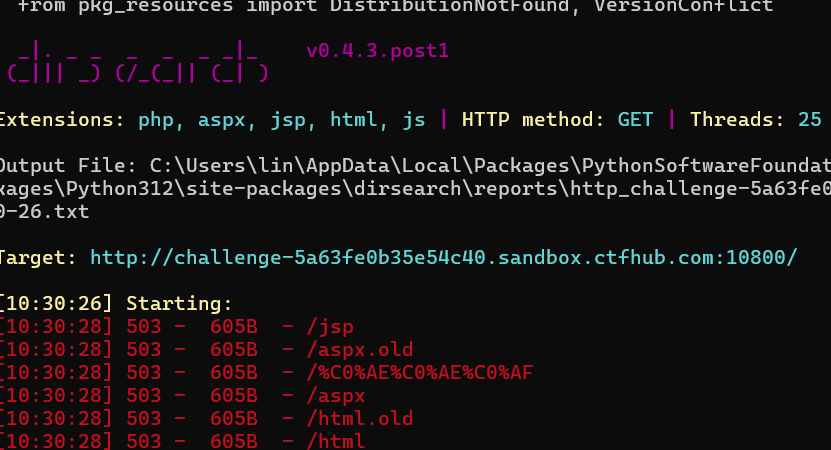 from pkg_resources import DistributionNotFound, VersionConflict
_|. _ _  _  _  _ _|_    v0.4.3.post1
(_||| _) (/_(_|| (_| )
Extensions: php, aspx, jsp, html, js | HTTP method: GET | Threads: 25
Output File: C:\Users\lin\AppData\Local\Packages\PythonSoftwareFoundat
kages\Python312\site-packages\dirsearch\reports\http_challenge-5a63fe0
0-26.txt
Target: http://challenge-5a63fe0b35e54c40.sandbox.ctfhub.com:10800/
[10:30:26] Starting:
[10:30:28] 503 -  605B  - /jsp
[10:30:28] 503 -  605B  - /aspx.old
[10:30:28] 503 -  605B  - /%C0%AE%C0%AE%C0%AF
[10:30:28] 503 -  605B  - /aspx
[10:30:28] 503 -  605B  - /html.old
[10:30:28] 503 -  605B  - /html